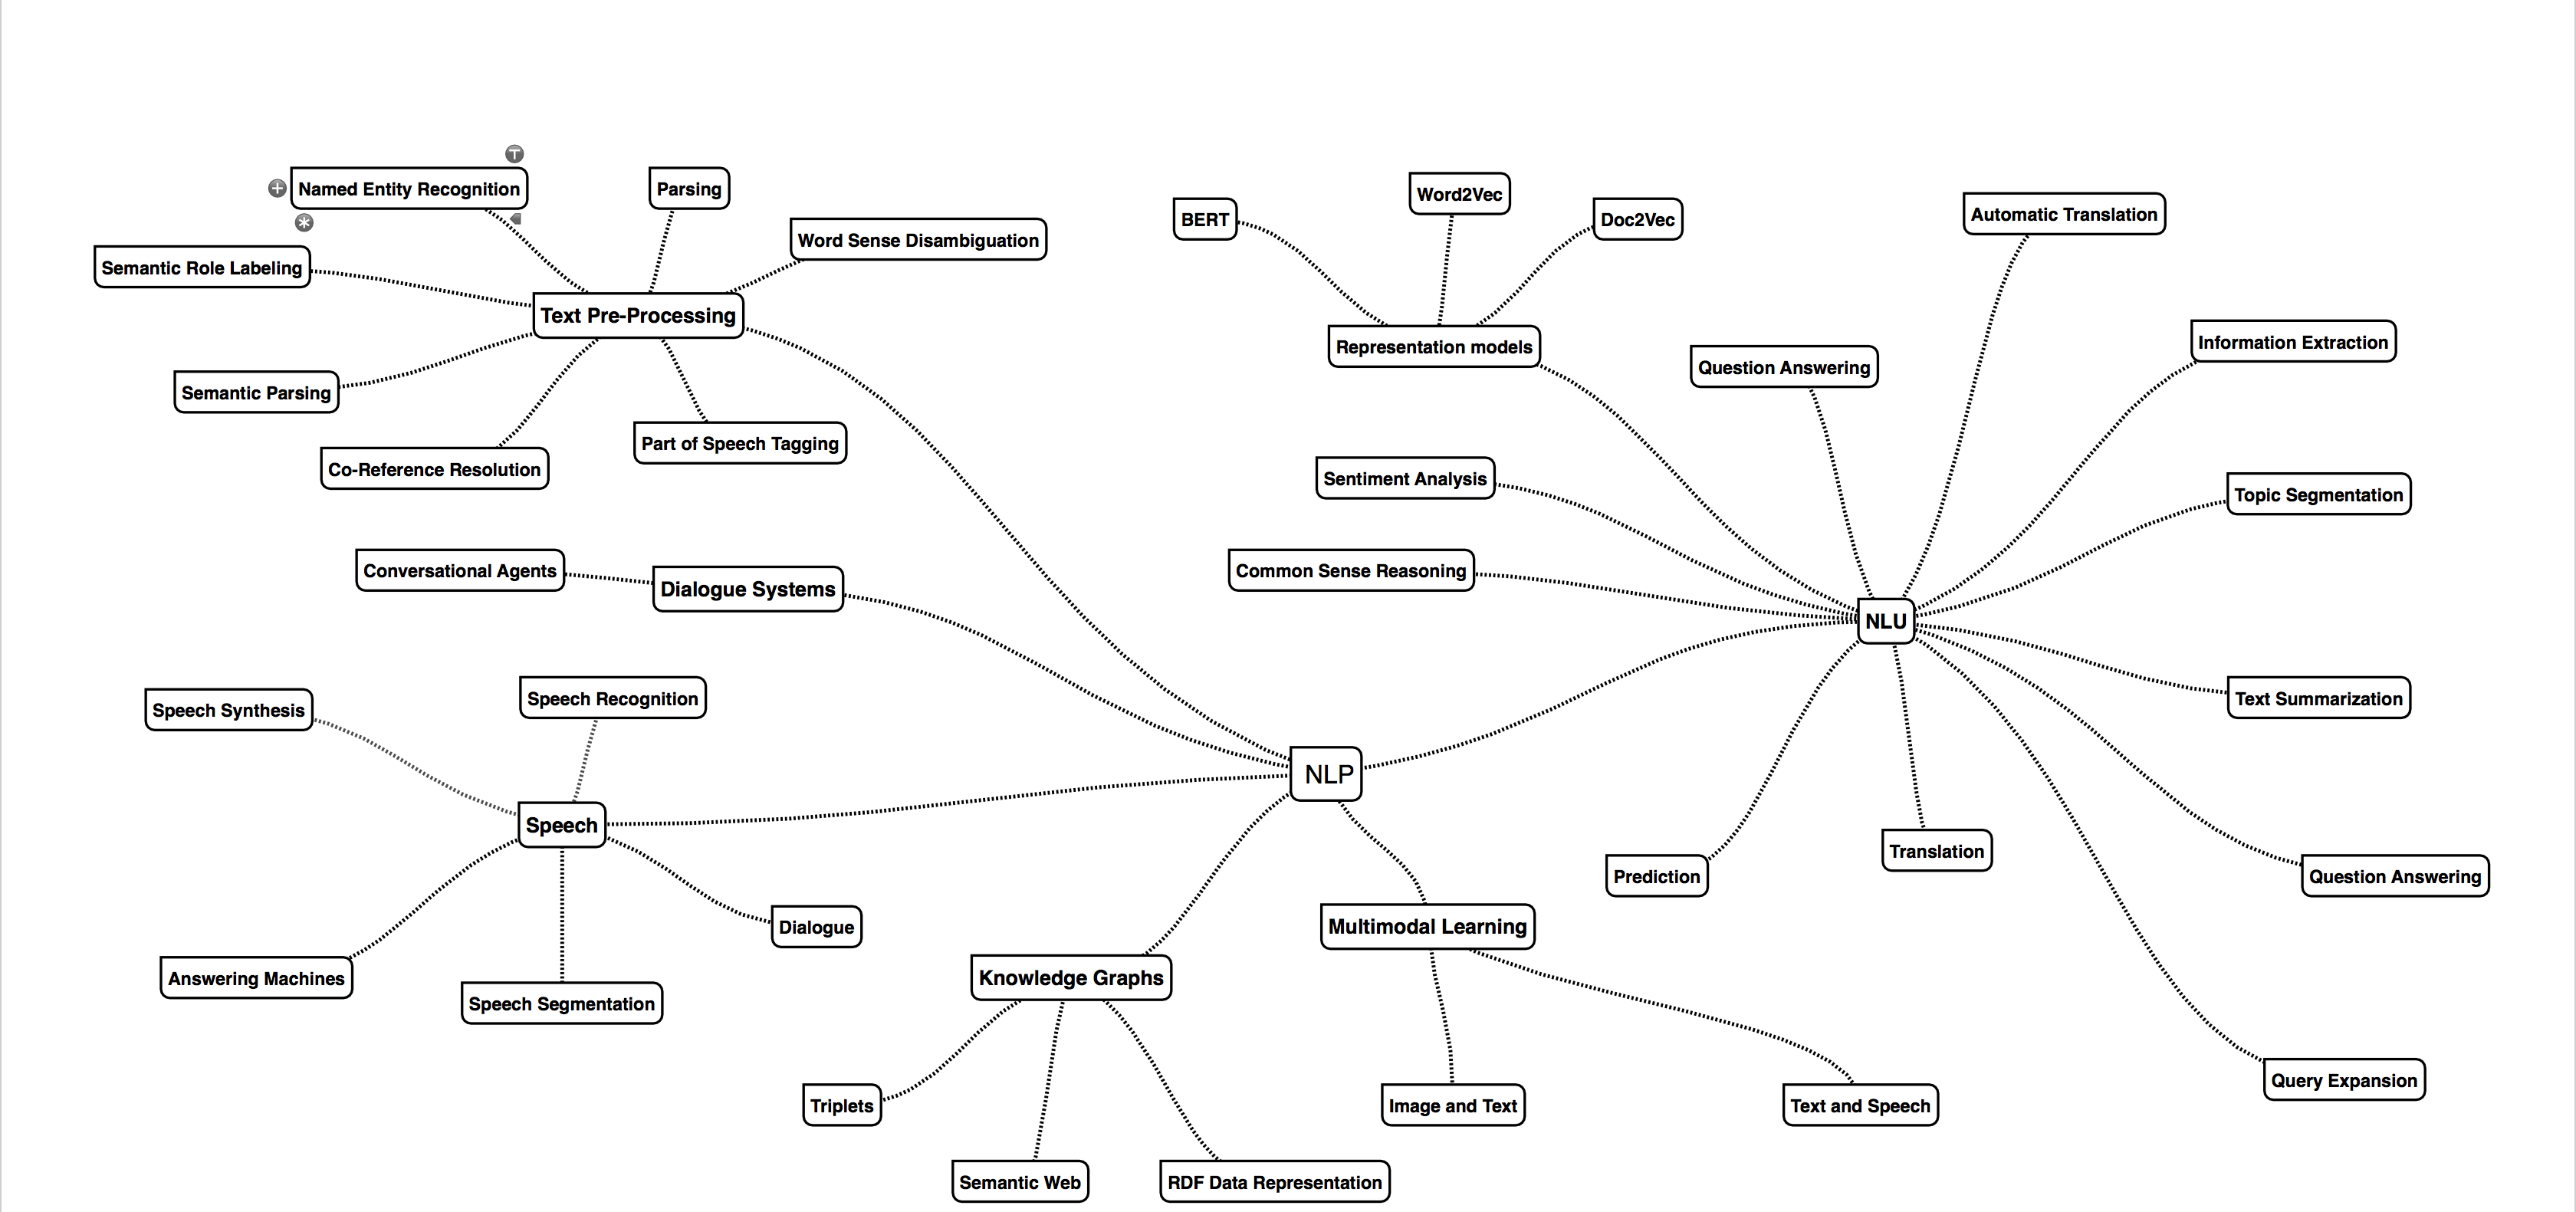 Named Entity Recognition
Parsing
Word Sense Disambiguation
Semantic Role Labeling
Text Pre-Processing
Semantic Parsing
Part of Speech Tagging
Co-Reference Resolution
Conversational Agents
Dialogue Systems
Speech Synthesis
Speech Recognition
Speech
Dialogue
Answering Machines
Speech Segmentation
NLP
Knowledge Graphs
Triplets
Semantic Web
RDF Data Representation
Multimodal Learning
Image and Text
Text and Speech
BERT
Word2Vec
Doc2Vec
Representation models
Sentiment Analysis
Common Sense Reasoning
Question Answering
Automatic Translation
Information Extraction
Topic Segmentation
NLU
Text Summarization
Prediction
Translation
Question Answering
Query Expansion